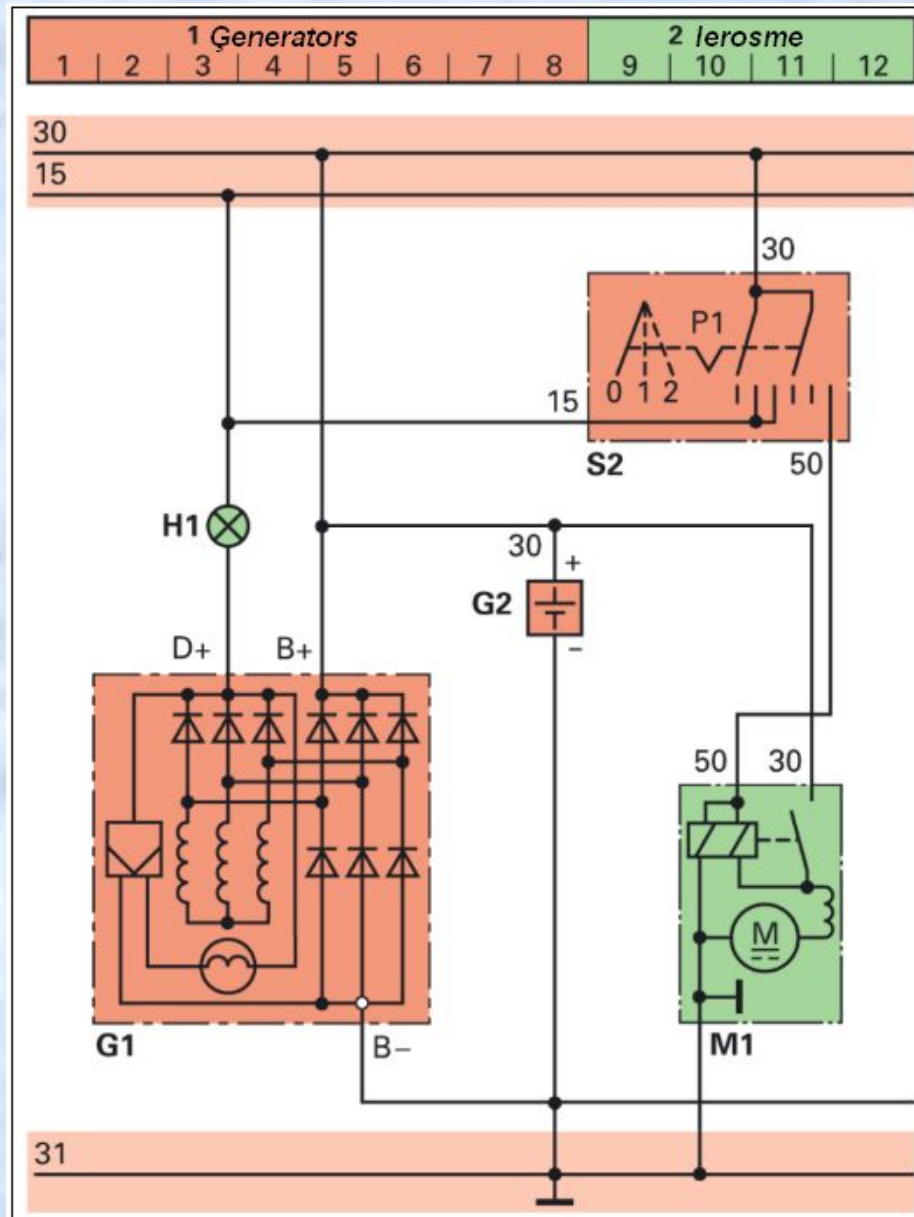 1 Ģenerators 2 Ierosme
1 2 3 4 5 6 7 8 9 10 11 12
30
15
30
P1
0 1 2
15
S2 50
H1
30 +
G2
−
D+ B+
50 30
M
G1 B− M1
31